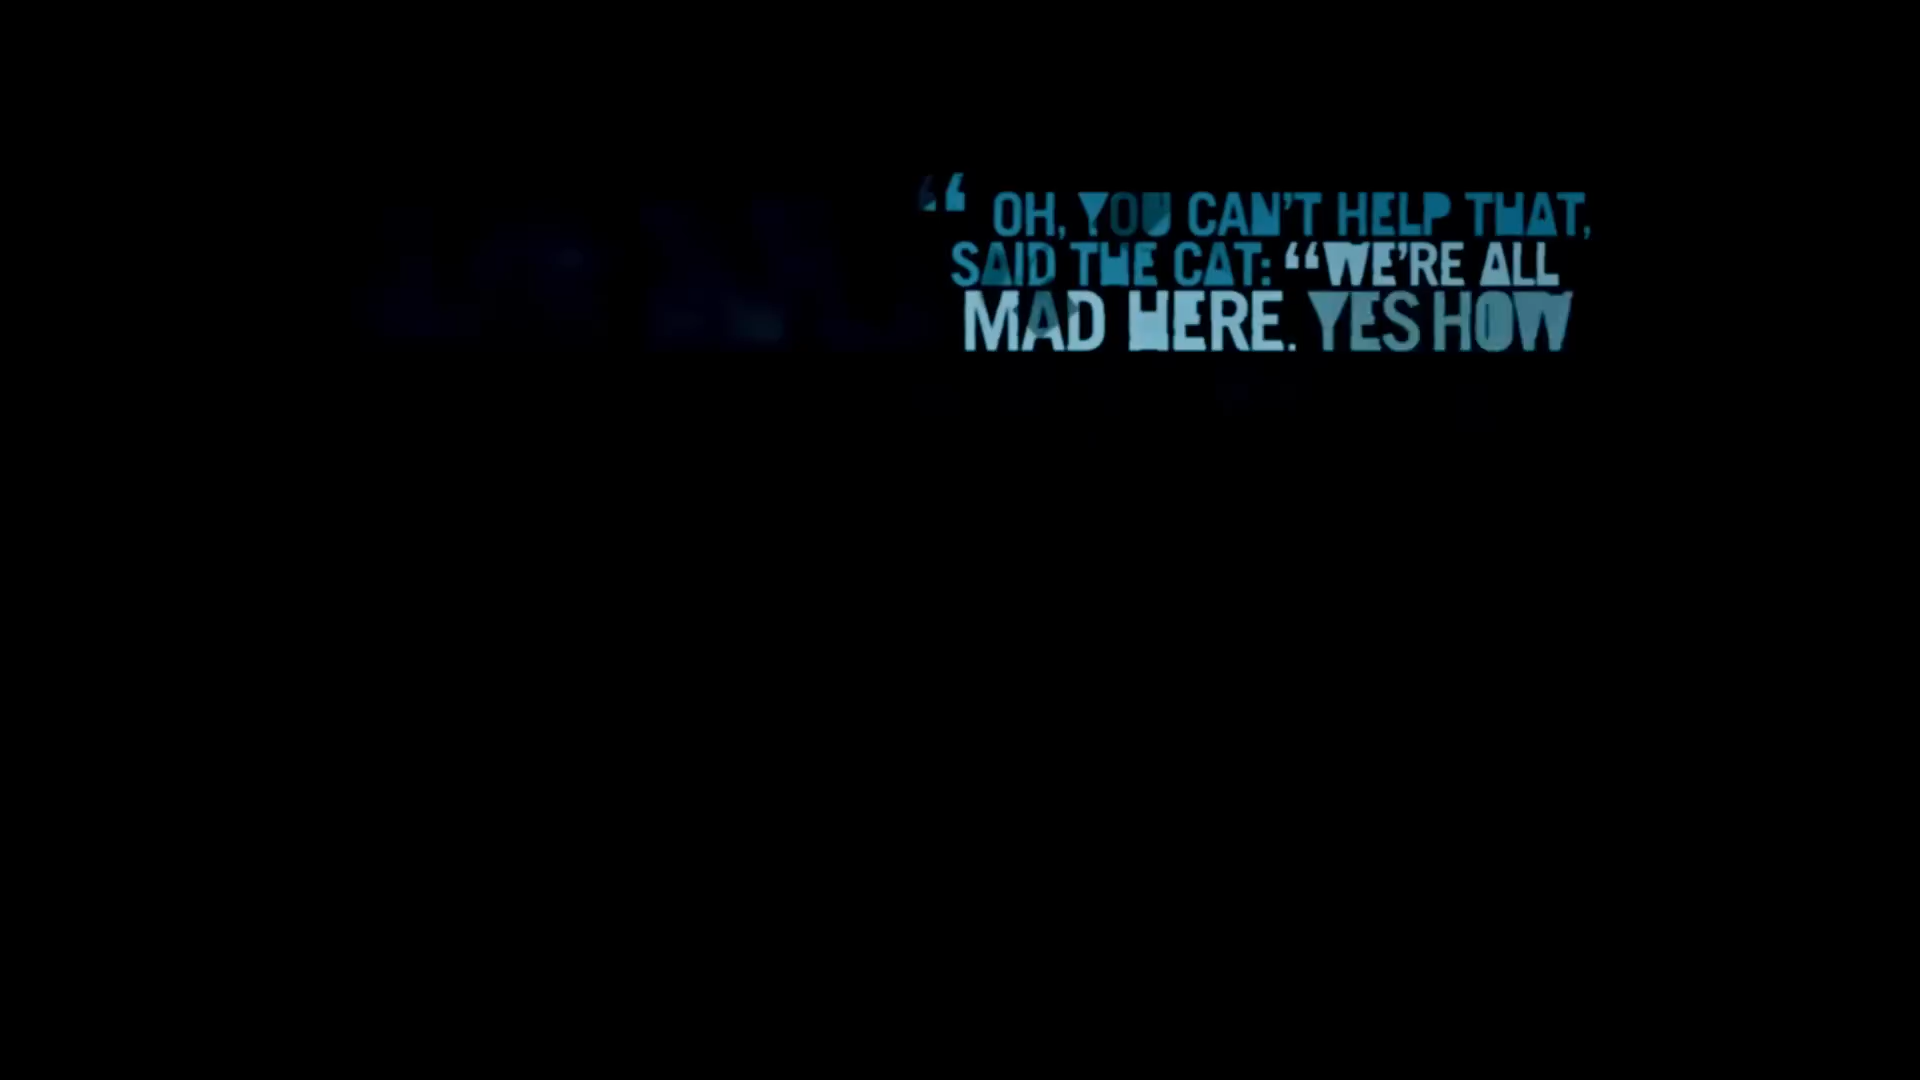 “ OH, YOU CAN'T HELP THAT,
SAID THE CAT: “WE'RE ALL
MAD HERE. YES HOW